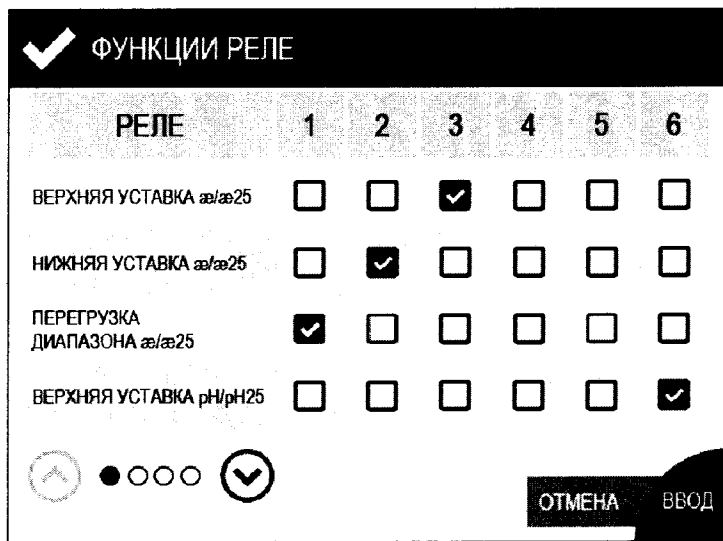 ФУНКЦИИ РЕЛЕ
РЕЛЕ 1 2 3 4 5 6
ВЕРХНЯЯ УСТАВКА æ/æ25
НИЖНЯЯ УСТАВКА æ/æ25
ПЕРЕГРУЗКА
ДИАПАЗОНА æ/æ25
ВЕРХНЯЯ УСТАВКА pH/pH25
ОТМЕНА ВВОД